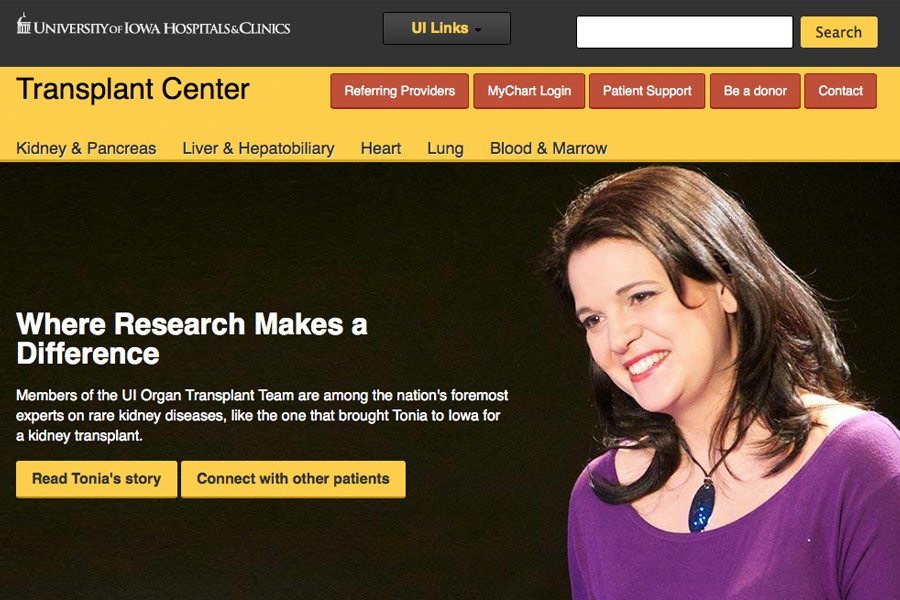 UNIVERSITY OF IOWA HOSPITALS & CLINICS
UI Links
Search
Transplant Center
Referring Providers
MyChart Login
Patient Support
Be a donor
Contact
Kidney & Pancreas
Liver & Hepatobiliary
Heart
Lung
Blood & Marrow
Where Research Makes a
Difference
Members of the UI Organ Transplant Team are among the nation's foremost
experts on rare kidney diseases, like the one that brought Tonia to Iowa for
a kidney transplant.
Read Tonia's story
Connect with other patients